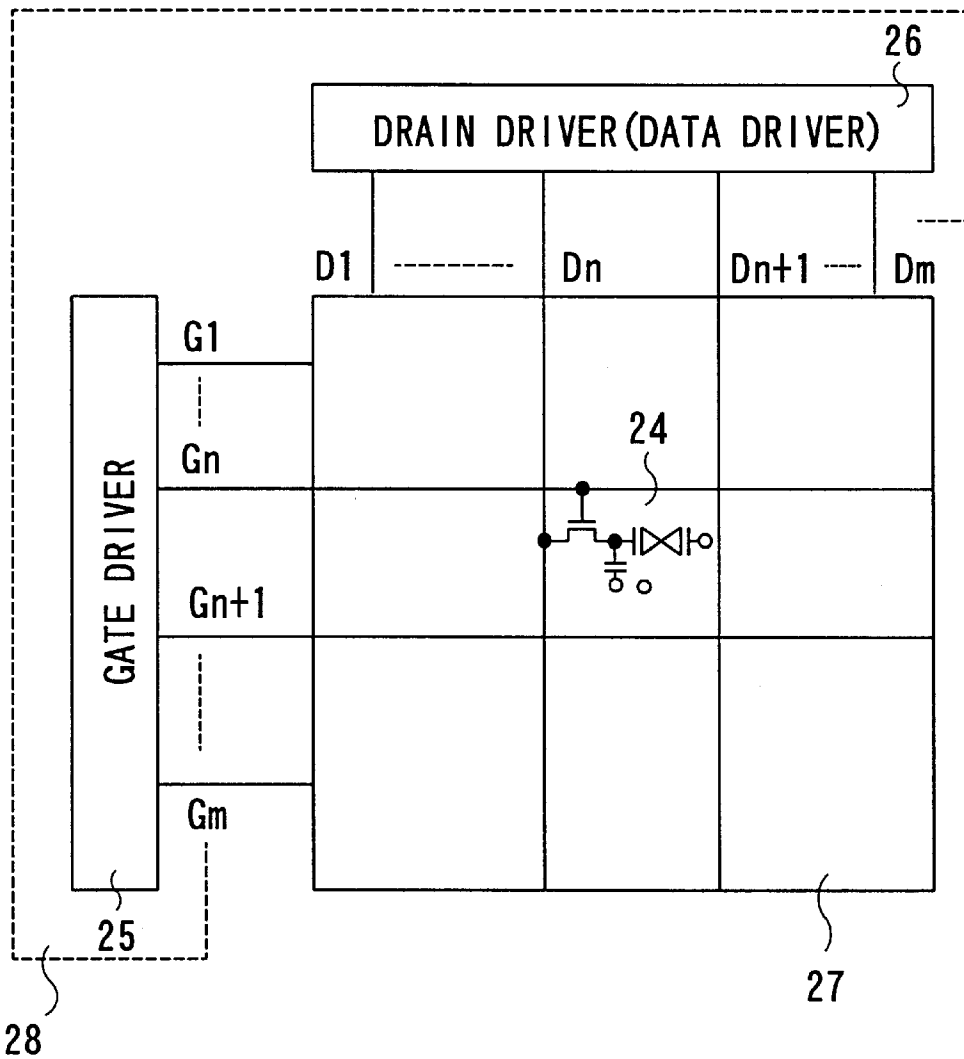 26
DRAIN DRIVER(DATA DRIVER)
D1 Dn Dn+1 Dm
G1
Gn
24
GATE DRIVER
Gn+1
Gm
25
27
28